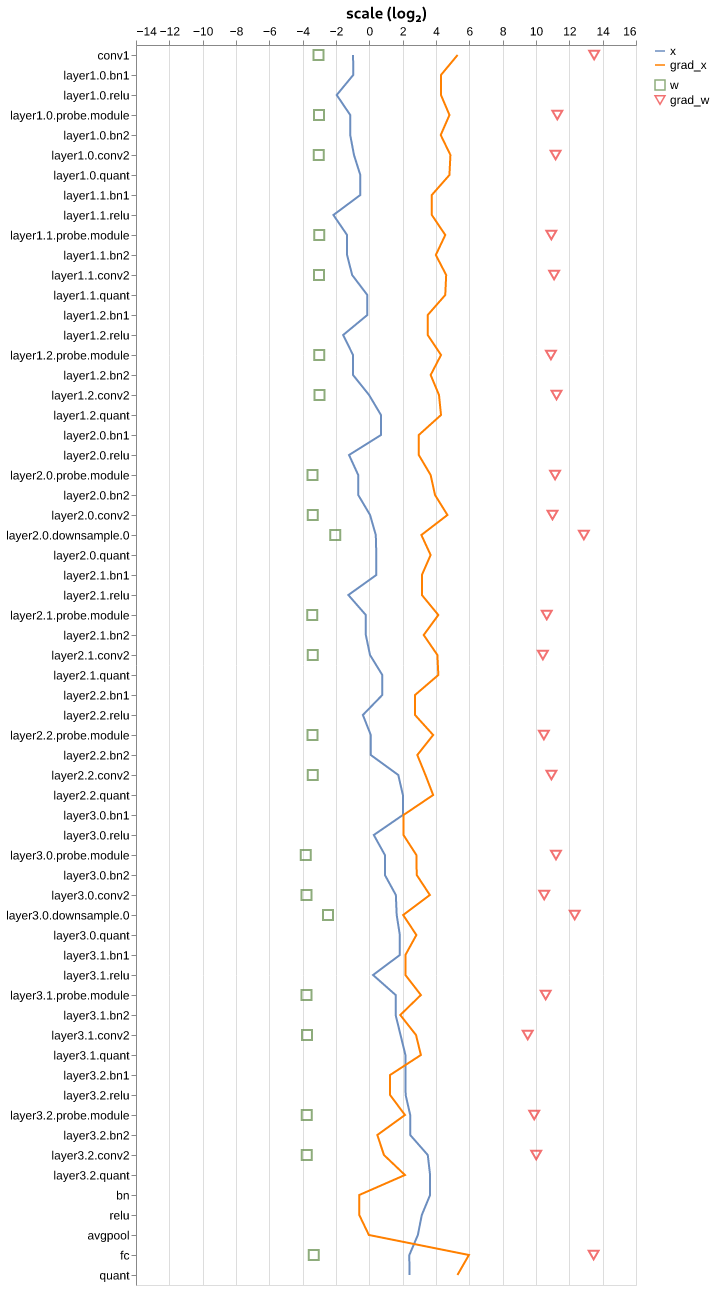 scale (log₂)
−14 −12 −10 −8 −6 −4 −2 0 2 4 6 8 10 12 14 16
x
grad_x
w
grad_w
conv1
layer1.0.bn1
layer1.0.relu
layer1.0.probe.module
layer1.0.bn2
layer1.0.conv2
layer1.0.quant
layer1.1.bn1
layer1.1.relu
layer1.1.probe.module
layer1.1.bn2
layer1.1.conv2
layer1.1.quant
layer1.2.bn1
layer1.2.relu
layer1.2.probe.module
layer1.2.bn2
layer1.2.conv2
layer1.2.quant
layer2.0.bn1
layer2.0.relu
layer2.0.probe.module
layer2.0.bn2
layer2.0.conv2
layer2.0.downsample.0
layer2.0.quant
layer2.1.bn1
layer2.1.relu
layer2.1.probe.module
layer2.1.bn2
layer2.1.conv2
layer2.1.quant
layer2.2.bn1
layer2.2.relu
layer2.2.probe.module
layer2.2.bn2
layer2.2.conv2
layer2.2.quant
layer3.0.bn1
layer3.0.relu
layer3.0.probe.module
layer3.0.bn2
layer3.0.conv2
layer3.0.downsample.0
layer3.0.quant
layer3.1.bn1
layer3.1.relu
layer3.1.probe.module
layer3.1.bn2
layer3.1.conv2
layer3.1.quant
layer3.2.bn1
layer3.2.relu
layer3.2.probe.module
layer3.2.bn2
layer3.2.conv2
layer3.2.quant
bn
relu
avgpool
fc
quant